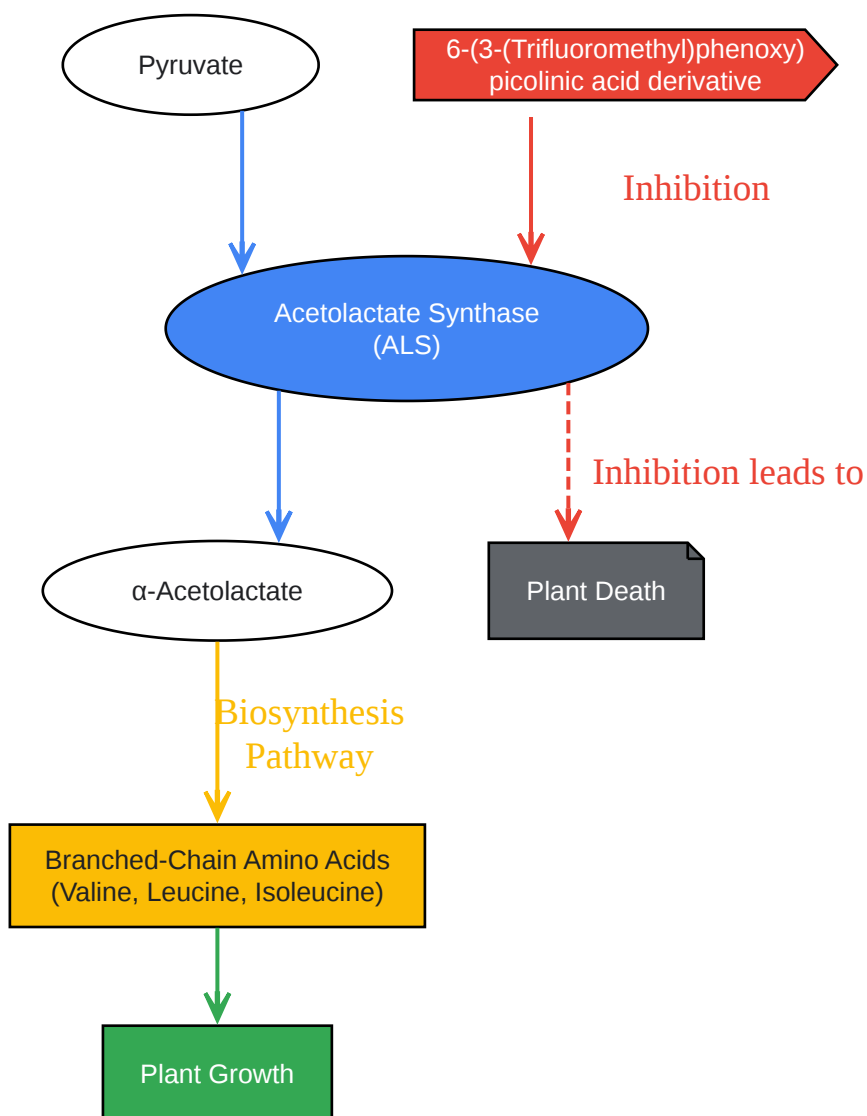 Pyruvate
6-(3-(Trifluoromethyl)phenoxy)
picolinic acid derivative
Inhibition
Acetolactate Synthase
(ALS)
Inhibition leads to
α-Acetolactate
Plant Death
Biosynthesis
Pathway
Branched-Chain Amino Acids
(Valine, Leucine, Isoleucine)
Plant Growth